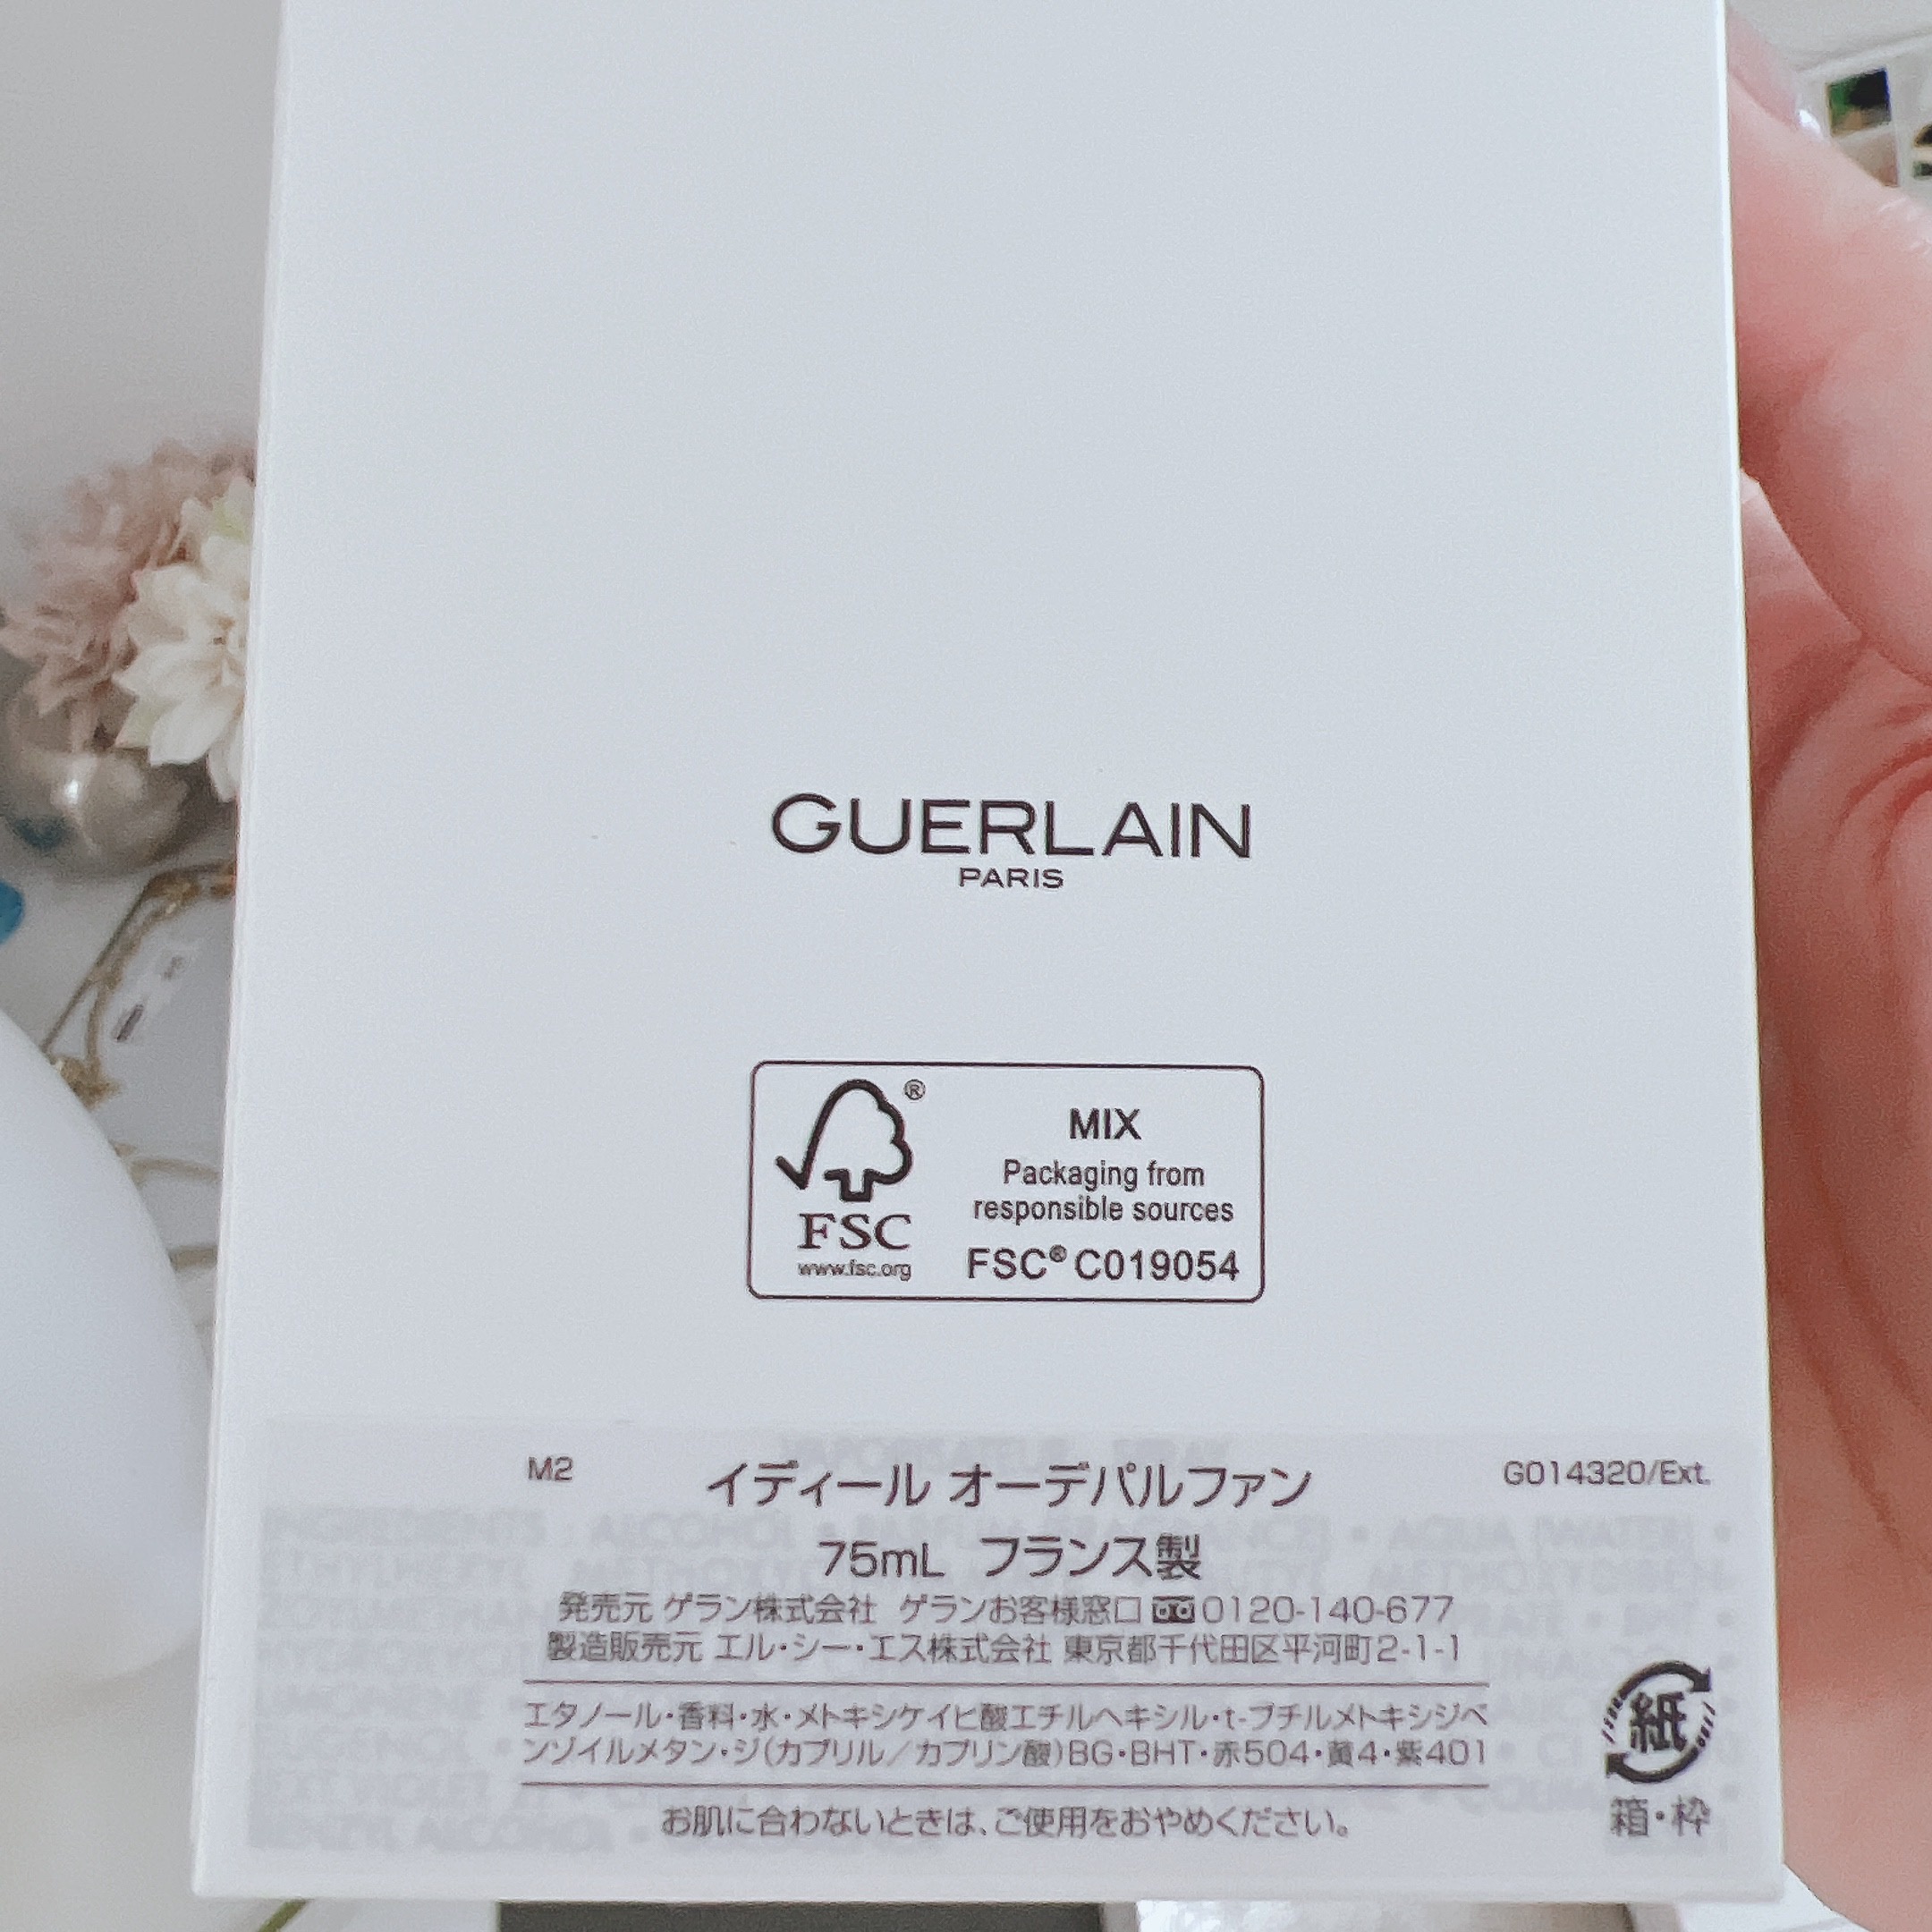 GUERLAIN
PARIS
®
FSC
www.fsc.org
MIX
Packaging from
responsible sources
FSC® C019054
M2
イディール オーデパルファン
G014320/Ext.
75mL フランス製
発売元 ゲラン株式会社 ゲランお客様窓口 0120-140-677
製造販売元 エル・シー・エス株式会社 東京都千代田区平河町2-1-1
エタノール・香料・水・メトキシケイヒ酸エチルヘキシル・t-ブチルメトキシジベ
ンゾイルメタン・ジ(カプリル/カプリン酸)BG・BHT・赤504・黄4・紫401
お肌に合わないときは、ご使用をおやめください。
紙
箱・枠
INGREDIENTS : ALCOHOL